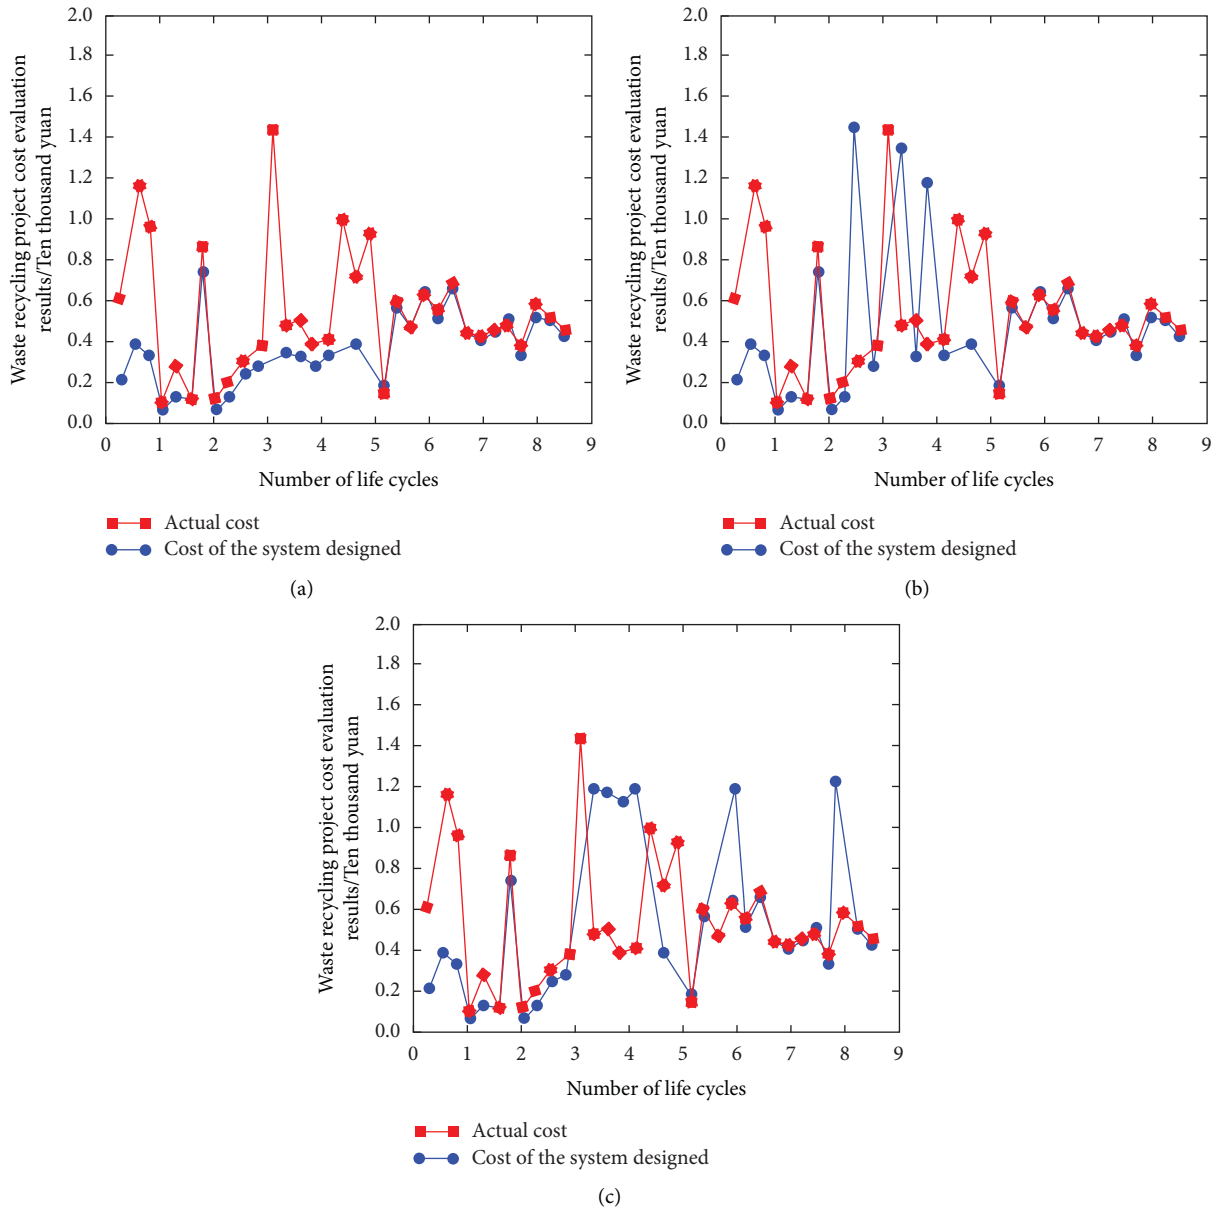 Waste recycling project cost evaluation
results/Ten thousand yuan
2.0
1.8
1.6
1.4
1.2
1.0
0.8
0.6
0.4
0.2
0.0
0 1 2 3 4 5 6 7 8 9
Number of life cycles
Actual cost
Cost of the system designed
(a)
Waste recycling project cost evaluation
results/Ten thousand yuan
2.0
1.8
1.6
1.4
1.2
1.0
0.8
0.6
0.4
0.2
0.0
0 1 2 3 4 5 6 7 8 9
Number of life cycles
Actual cost
Cost of the system designed
(b)
Waste recycling project cost evaluation
results/Ten thousand yuan
2.0
1.8
1.6
1.4
1.2
1.0
0.8
0.6
0.4
0.2
0.0
0 1 2 3 4 5 6 7 8 9
Number of life cycles
Actual cost
Cost of the system designed
(c)